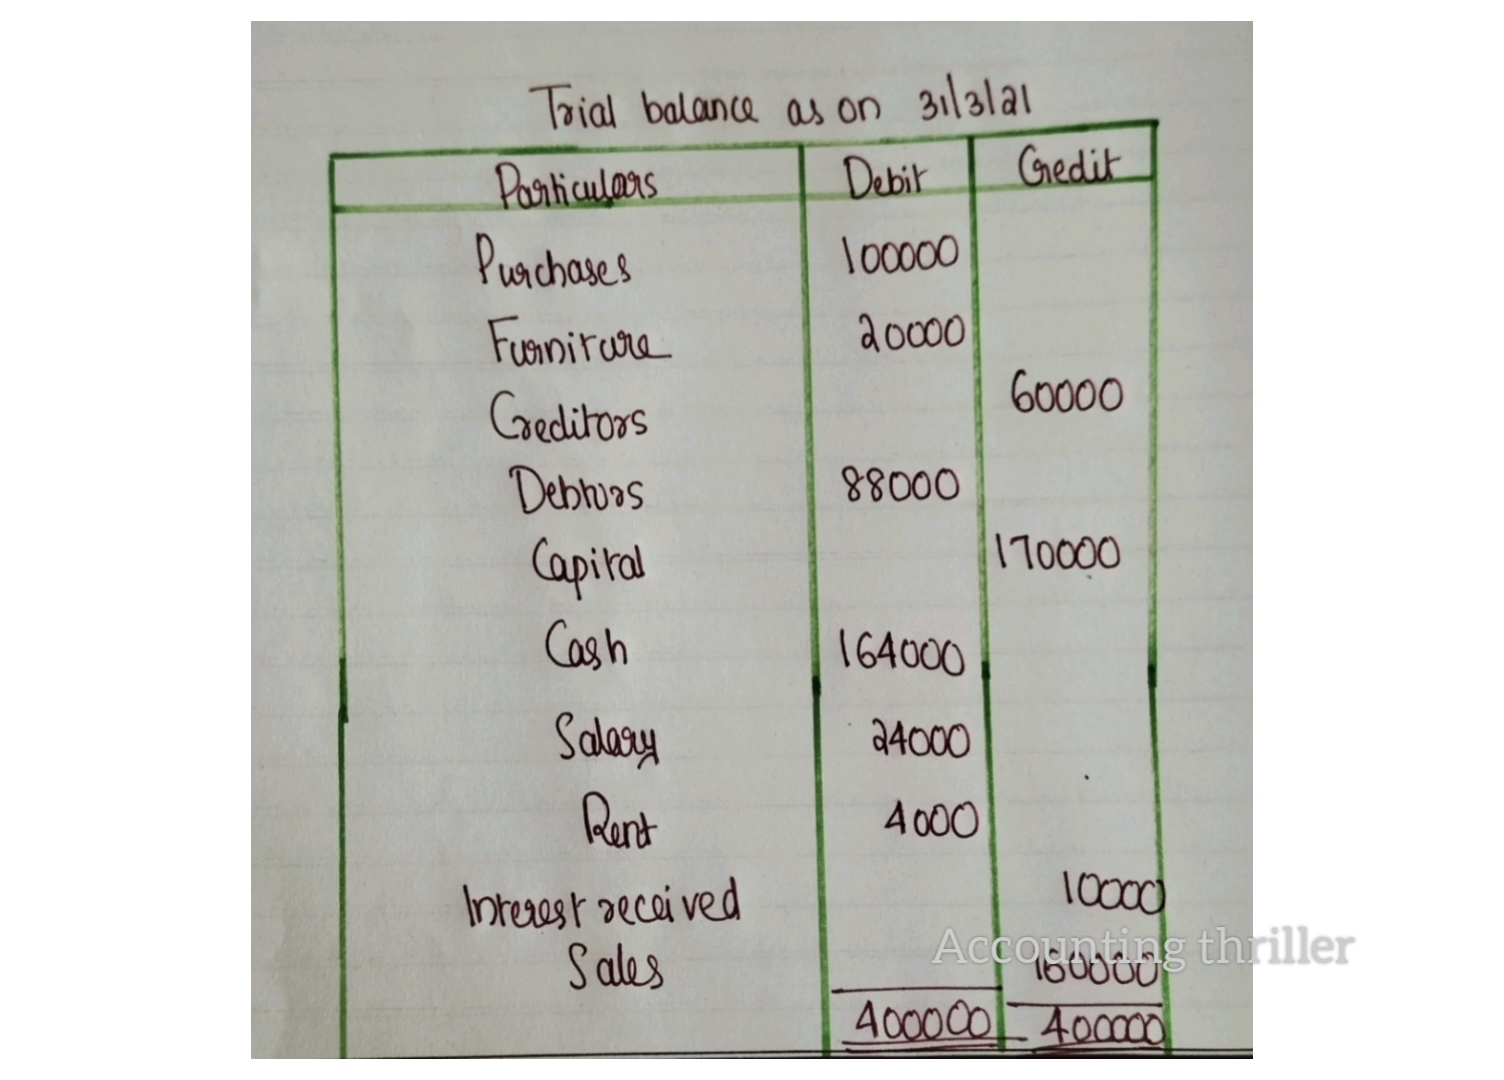 Trial balance as on 31/3/21
Particulars Debit Credit
Purchases 100000
Furniture 20000
Creditors 60000
Debtors 88000
Capital 170000
Cash 164000
Salary 24000
Rent 4000
Interest received 10000
Accounting thriller
Sales 160000
400000 400000